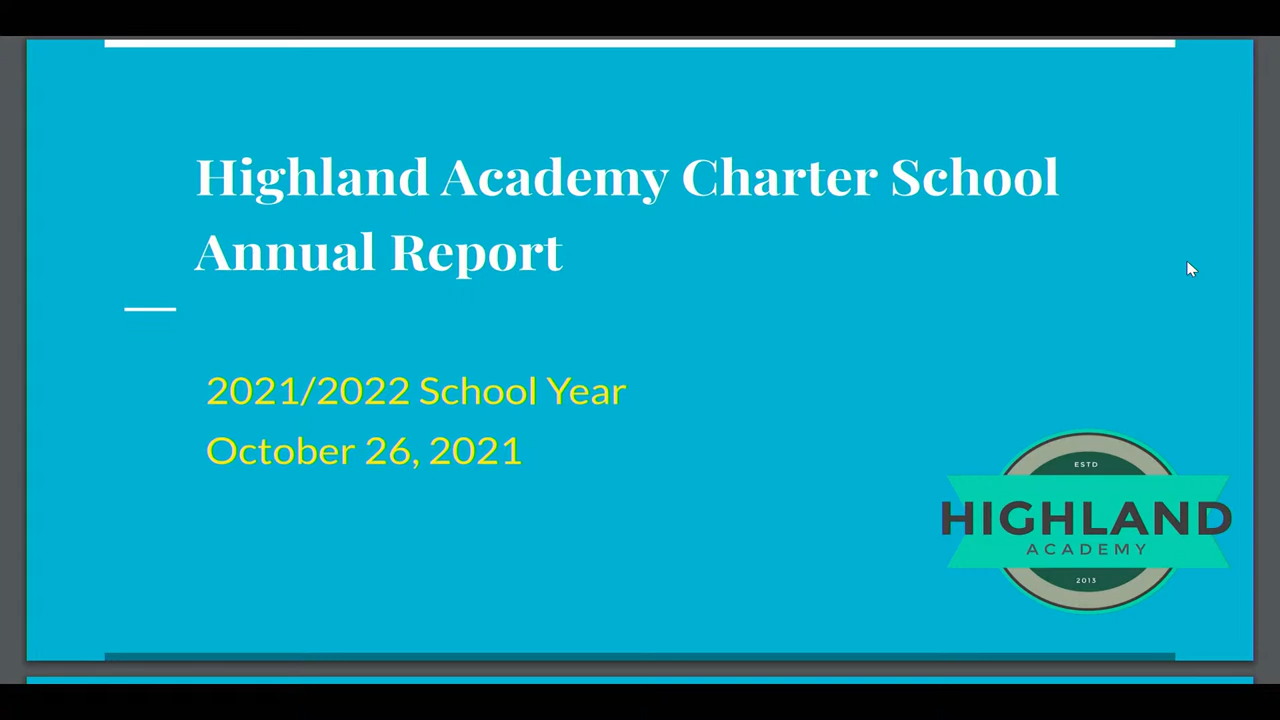 Highland Academy Charter School
Annual Report
2021/2022 School Year
October 26, 2021
ESTD
HIGHLAND
ACADEMY
2013